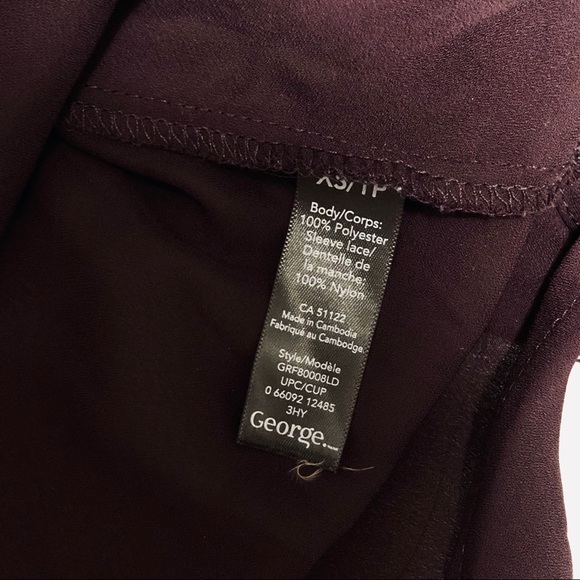 XS/TP
Body/Corps:
100% Polyester
Sleeve lace/
Dentelle de
la manche:
100% Nylon
CA 51122
Made in Cambodia
Fabriqué au Cambodge
Style/Modèle
GRF80008LD
UPC/CUP
0 66092 12485
3HY
George.